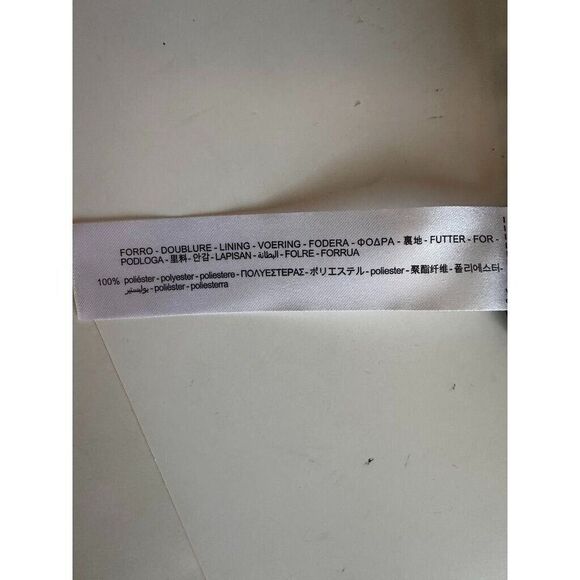 FORRO - DOUBLURE - LINING - VOERING - FODERA - ΦΟΔΡΑ - 裏地 - FUTTER - FOR -
PODLOGA - 里料 - 안감 - LAPISAN - البطانة - FOLRE - FORRUA
100% poliéster - polyester - poliestere - ΠΟΛΥΕΣΤΕΡΑΣ - ポリエステル - poliester - 聚酯纤维 - 폴리에스터 -
بوليستير - polièster - poliesterra